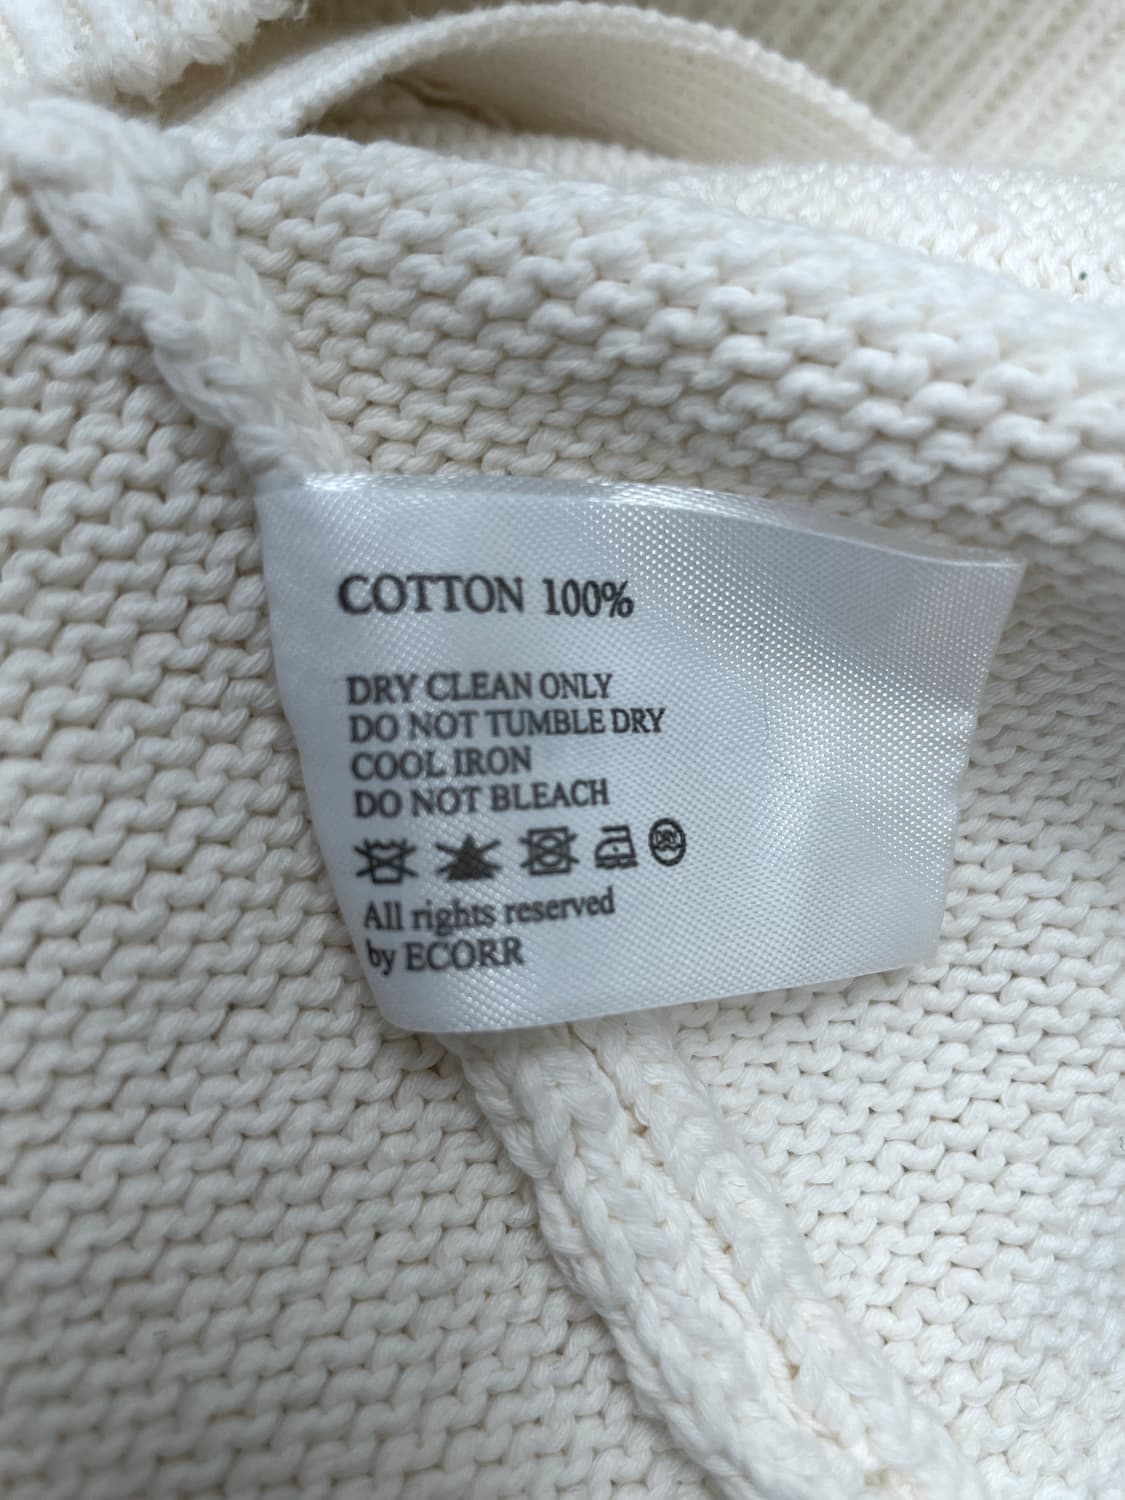 COTTON 100%
DRY CLEAN ONLY
DO NOT TUMBLE DRY
COOL IRON
DO NOT BLEACH
DRY
All rights reserved
by ECORR